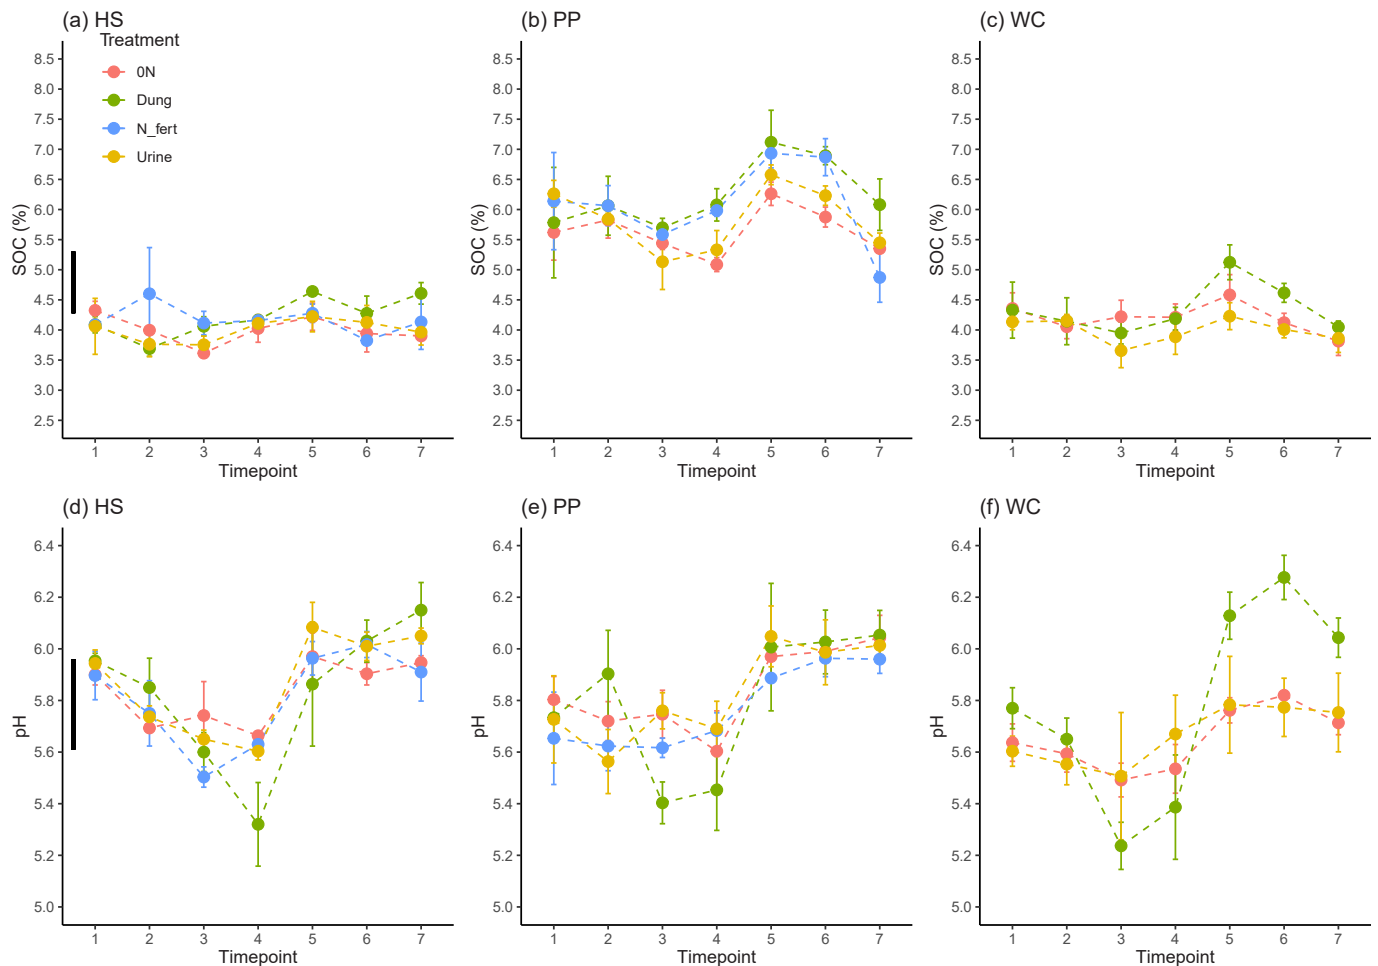 (a) HS
Treatment
0N
Dung
N_fert
Urine
SOC (%)
8.5
8.0
7.5
7.0
6.5
6.0
5.5
5.0
4.5
4.0
3.5
3.0
2.5
1 2 3 4 5 6 7
Timepoint
(b) PP
SOC (%)
8.5
8.0
7.5
7.0
6.5
6.0
5.5
5.0
4.5
4.0
3.5
3.0
2.5
1 2 3 4 5 6 7
Timepoint
(c) WC
SOC (%)
8.5
8.0
7.5
7.0
6.5
6.0
5.5
5.0
4.5
4.0
3.5
3.0
2.5
1 2 3 4 5 6 7
Timepoint
(d) HS
pH
6.4
6.2
6.0
5.8
5.6
5.4
5.2
5.0
1 2 3 4 5 6 7
Timepoint
(e) PP
pH
6.4
6.2
6.0
5.8
5.6
5.4
5.2
5.0
1 2 3 4 5 6 7
Timepoint
(f) WC
pH
6.4
6.2
6.0
5.8
5.6
5.4
5.2
5.0
1 2 3 4 5 6 7
Timepoint